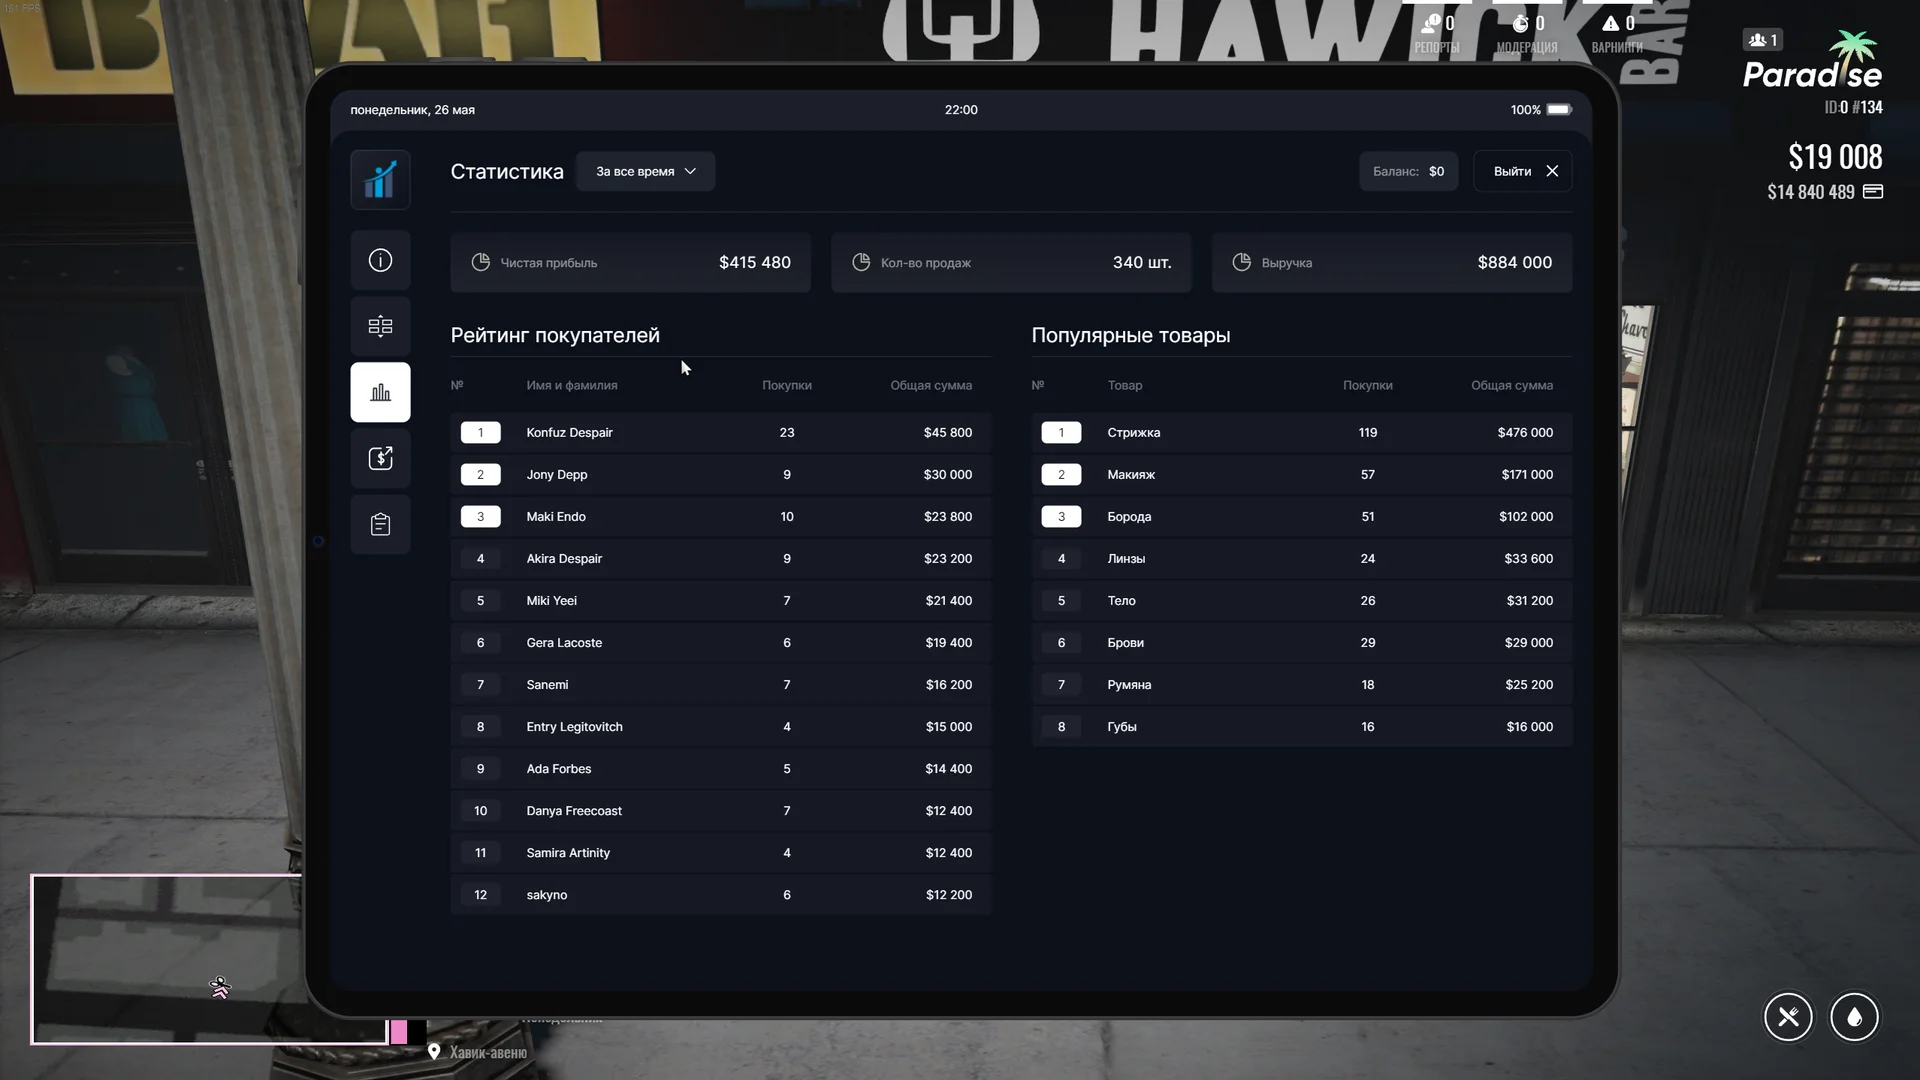 151 FPS
HAWICK
BAR
0
РЕПОРТЫ
0
МОДЕРАЦИЯ
0
ВАРНИНГИ
1
Paradise
ID:0 #134
$19 008
$14 840 489
понедельник, 26 мая
22:00
100%
Статистика
За все время
Баланс: $0
Выйти
Чистая прибыль
$415 480
Кол-во продаж
340 шт.
Выручка
$884 000
Рейтинг покупателей
№ Имя и фамилия Покупки Общая сумма
1 Konfuz Despair 23 $45 800
2 Jony Depp 9 $30 000
3 Maki Endo 10 $23 800
4 Akira Despair 9 $23 200
5 Miki Yeei 7 $21 400
6 Gera Lacoste 6 $19 400
7 Sanemi 7 $16 200
8 Entry Legitovitch 4 $15 000
9 Ada Forbes 5 $14 400
10 Danya Freecoast 7 $12 400
11 Samira Artinity 4 $12 400
12 sakyno 6 $12 200
Популярные товары
№ Товар Покупки Общая сумма
1 Стрижка 119 $476 000
2 Макияж 57 $171 000
3 Борода 51 $102 000
4 Линзы 24 $33 600
5 Тело 26 $31 200
6 Брови 29 $29 000
7 Румяна 18 $25 200
8 Губы 16 $16 000
Понедельник
Хавик-авеню